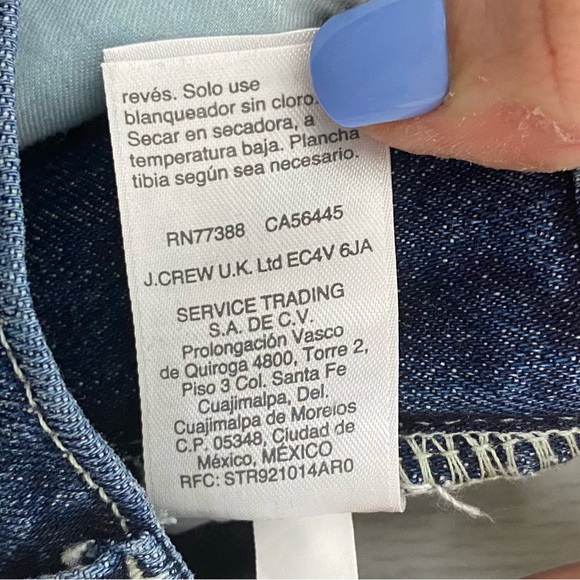 revés. Solo use
blanqueador sin cloro.
Secar en secadora, a
temperatura baja. Plancha
tibia según sea necesario.
RN77388 CA56445
J.CREW U.K. Ltd EC4V 6JA
SERVICE TRADING
S.A. DE C.V.
Prolongación Vasco
de Quiroga 4800, Torre 2,
Piso 3 Col. Santa Fe
Cuajimalpa, Del.
Cuajimalpa de Morelos
C.P. 05348, Ciudad de
México, MÉXICO
RFC: STR921014AR0